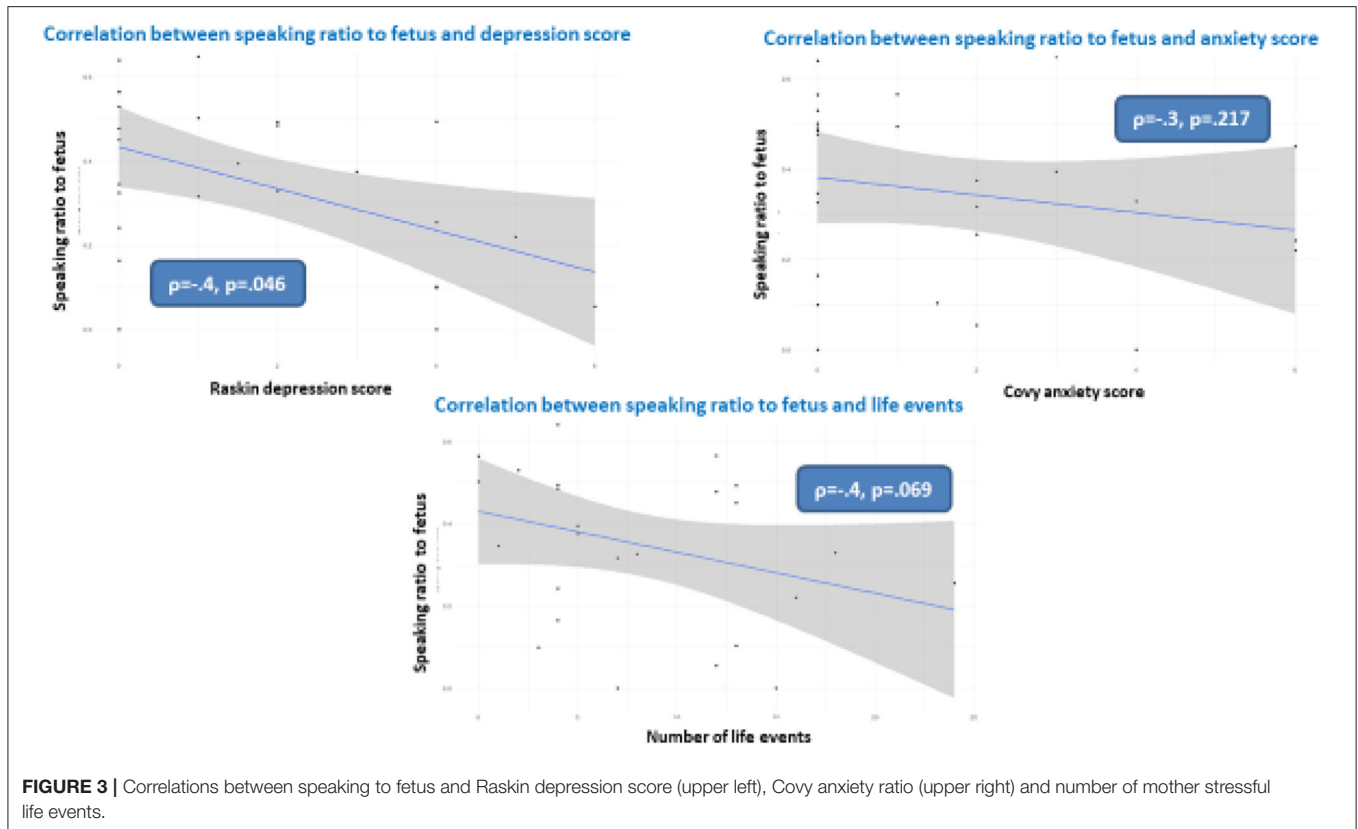 Correlation between speaking ratio to fetus and depression score
Speaking ratio to fetus
ρ=-.4, p=.046
Raskin depression score
Correlation between speaking ratio to fetus and anxiety score
Speaking ratio to fetus
ρ=-.3, p=.217
Covy anxiety score
Correlation between speaking ratio to fetus and life events
Speaking ratio to fetus
ρ=-.4, p=.069
Number of life events
FIGURE 3 | Correlations between speaking to fetus and Raskin depression score (upper left), Covy anxiety ratio (upper right) and number of mother stressful
life events.